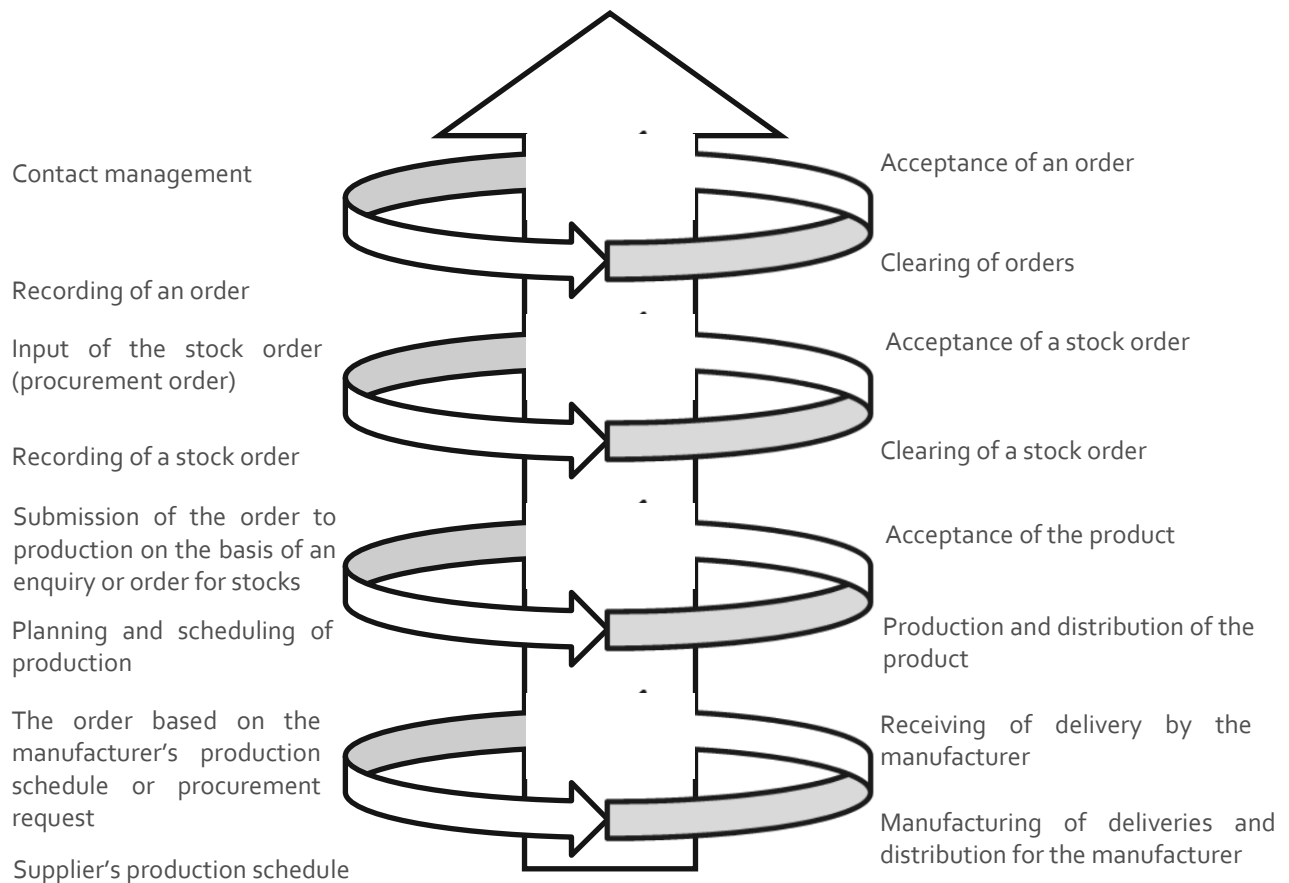 Contact management
Acceptance of an order
Recording of an order
Clearing of orders
Input of the stock order
(procurement order)
Acceptance of a stock order
Recording of a stock order
Clearing of a stock order
Submission of the order to
production on the basis of an
enquiry or order for stocks
Acceptance of the product
Planning and scheduling of
production
Production and distribution of the
product
The order based on the
manufacturer’s production
schedule or procurement
request
Receiving of delivery by the
manufacturer
Supplier’s production schedule
Manufacturing of deliveries and
distribution for the manufacturer